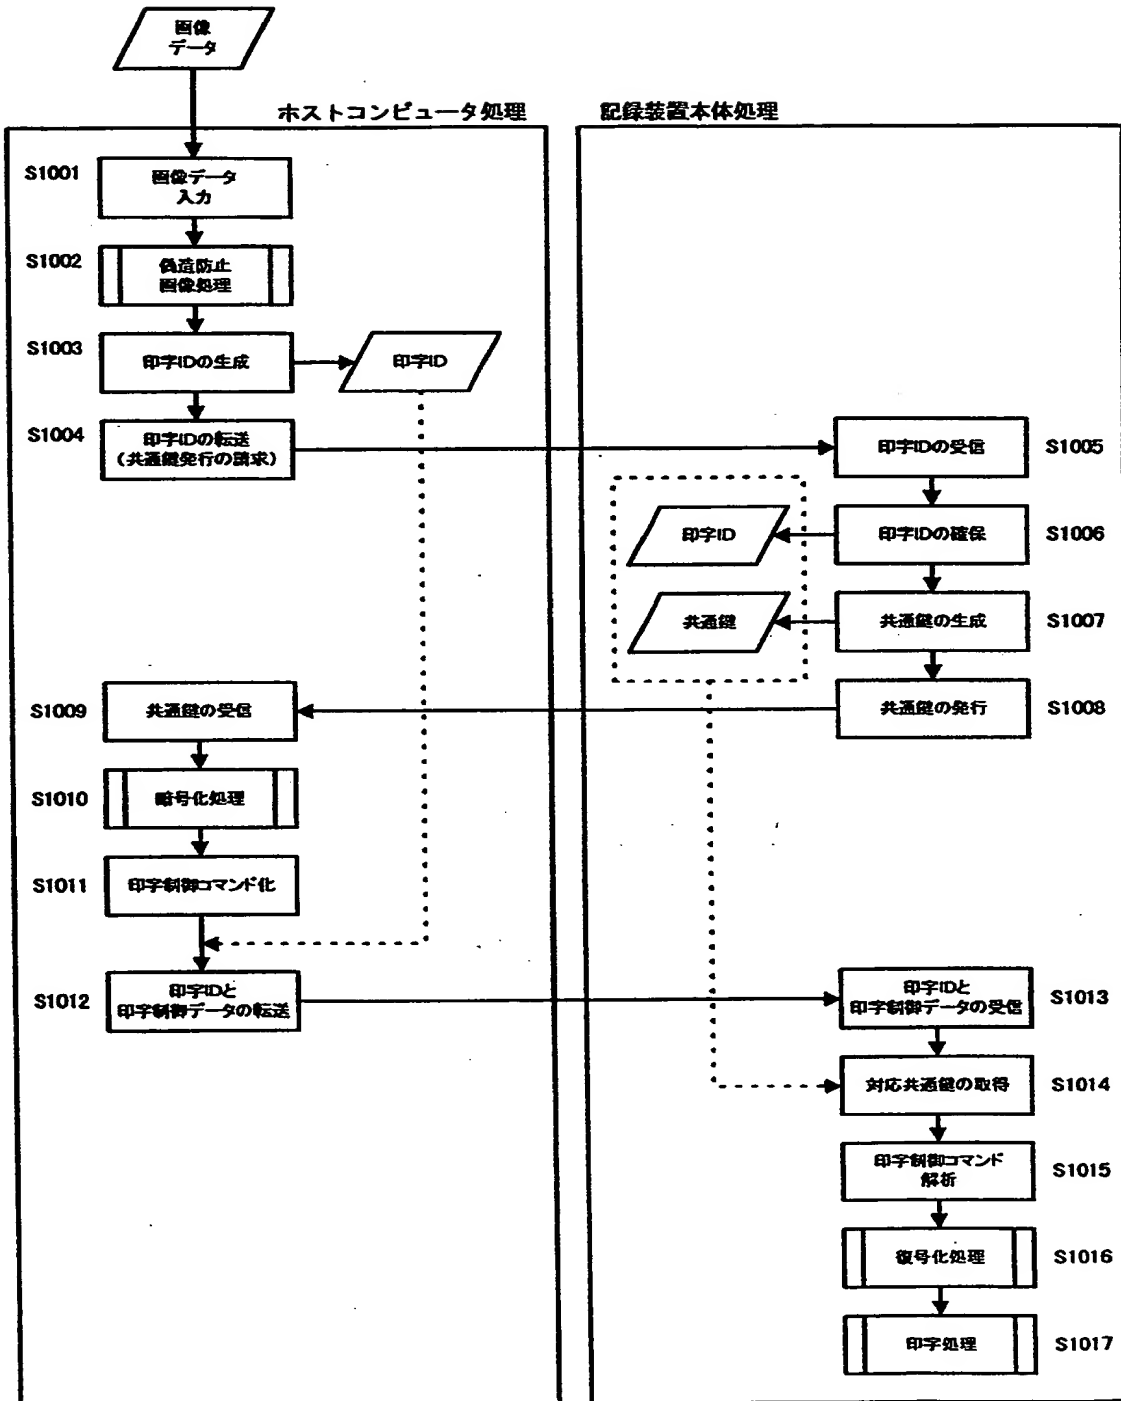 画像
データ
ホストコンピュータ処理
記録装置本体処理
S1001
画像データ
入力
S1002
偽造防止
画像処理
S1003
印字IDの生成
印字ID
S1004
印字IDの転送
（共通鍵発行の請求）
印字IDの受信
S1005
印字ID
印字IDの確保
S1006
共通鍵
共通鍵の生成
S1007
S1009
共通鍵の受信
共通鍵の発行
S1008
S1010
暗号化処理
S1011
印字制御コマンド化
S1012
印字IDと
印字制御データの転送
印字IDと
印字制御データの受信
S1013
対応共通鍵の取得
S1014
印字制御コマンド
解析
S1015
復号化処理
S1016
印字処理
S1017